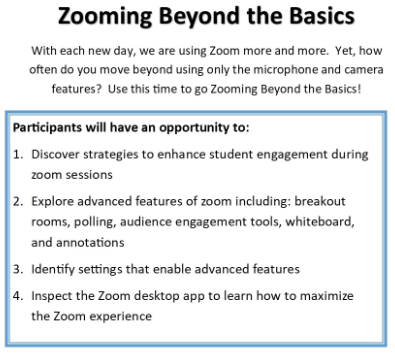 Zooming Beyond the Basics
With each new day, we are using Zoom more and more. Yet, how
often do you move beyond using only the microphone and camera
features? Use this time to go Zooming Beyond the Basics!
Participants will have an opportunity to:
1. Discover strategies to enhance student engagement during
zoom sessions
2. Explore advanced features of zoom including: breakout
rooms, polling, audience engagement tools, whiteboard,
and annotations
3. Identify settings that enable advanced features
4. Inspect the Zoom desktop app to learn how to maximize
the Zoom experience